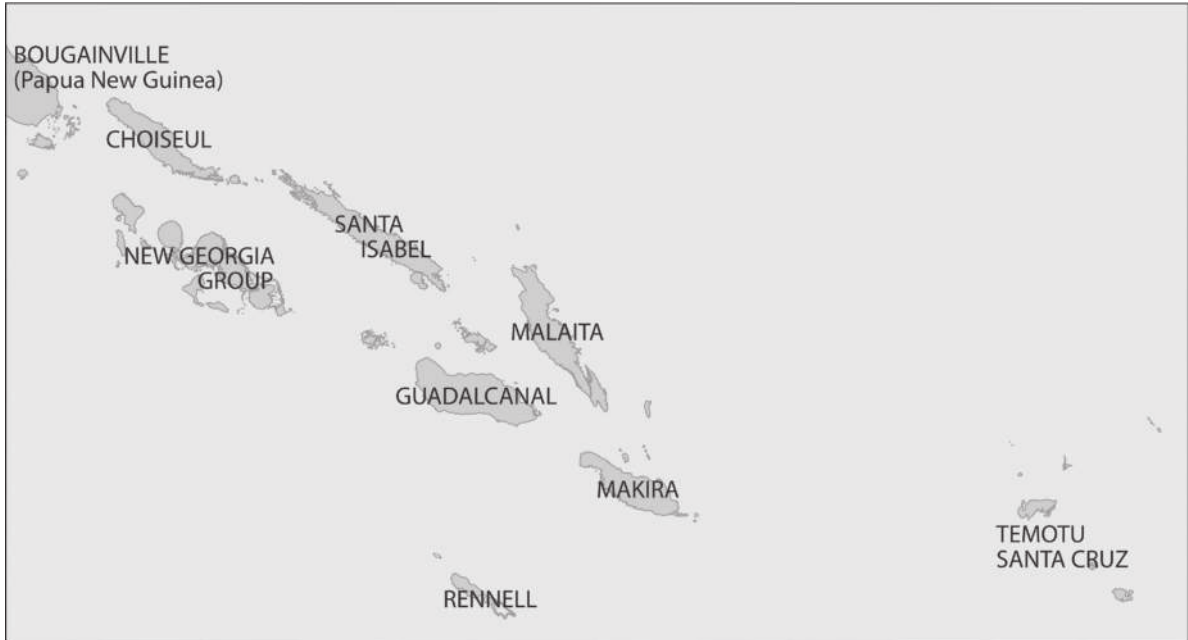 BOUGAINVILLE
(Papua New Guinea)
CHOISEUL
SANTA
ISABEL
NEW GEORGIA
GROUP
MALAITA
GUADALCANAL
MAKIRA
TEMOTU
SANTA CRUZ
RENNELL